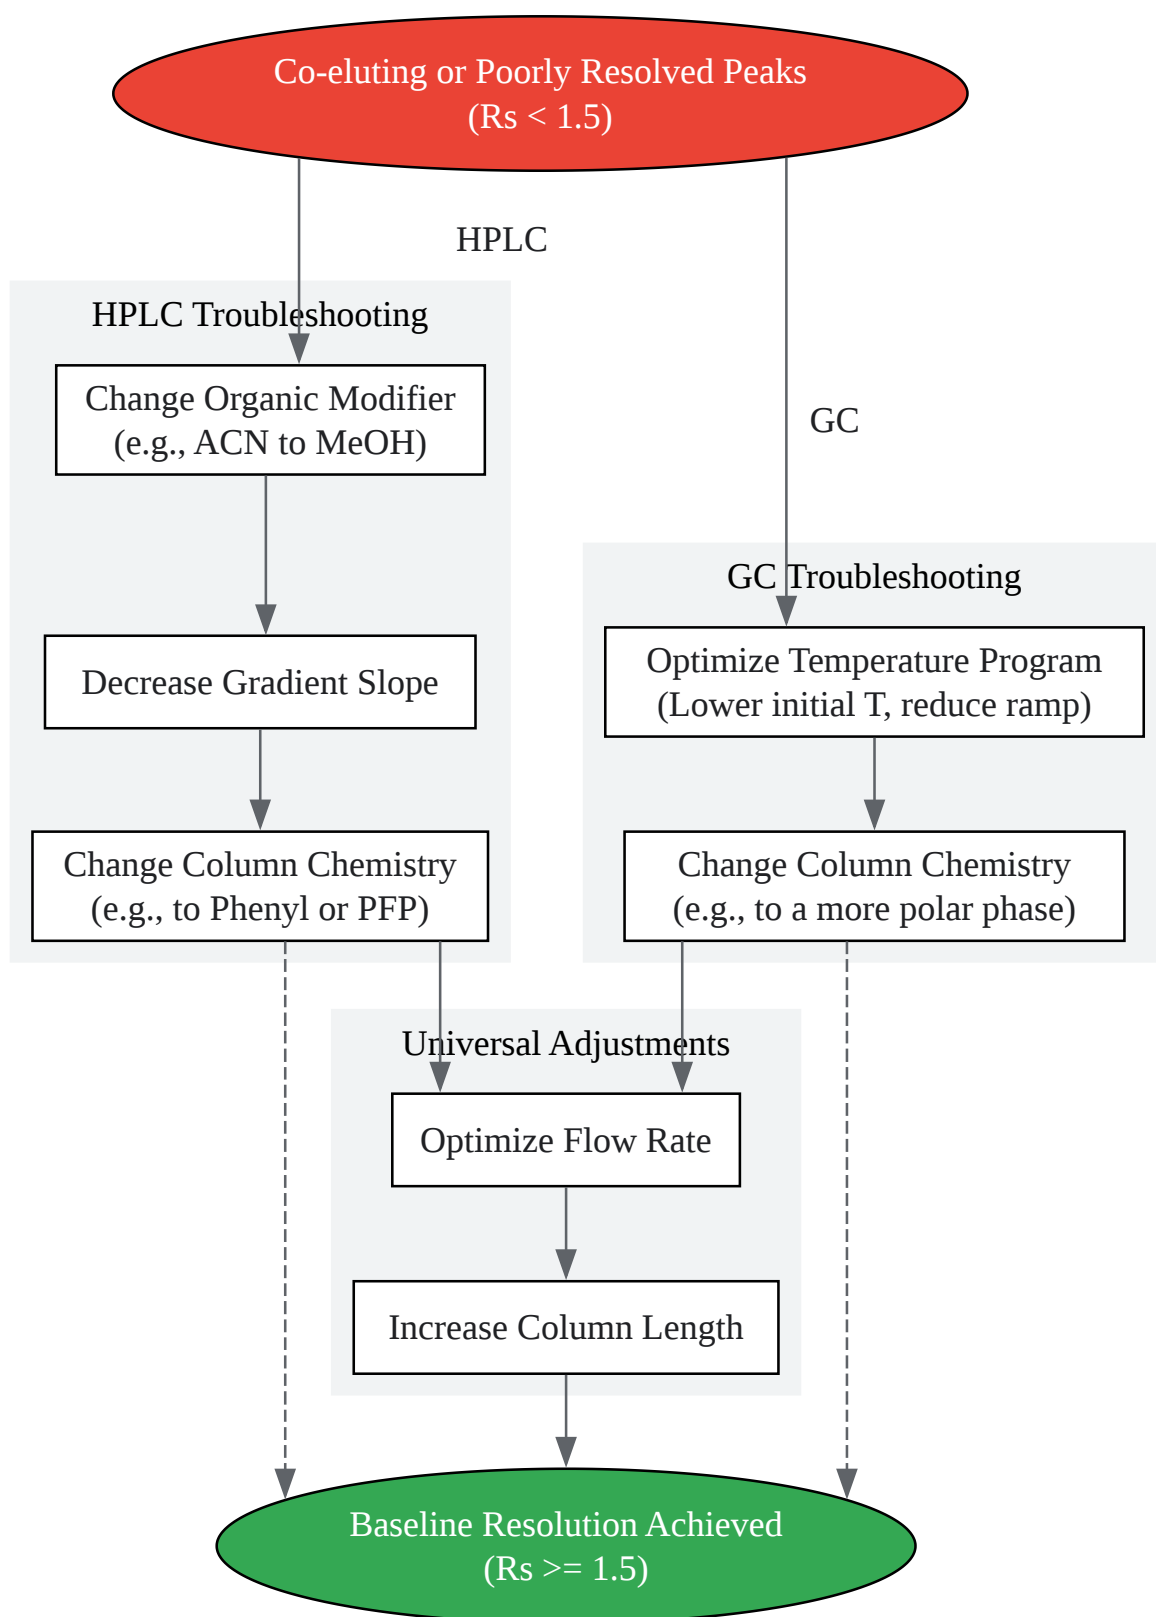 Co-eluting or Poorly Resolved Peaks
(Rs < 1.5)
HPLC
HPLC Troubleshooting
Change Organic Modifier
(e.g., ACN to MeOH)
GC
Decrease Gradient Slope
GC Troubleshooting
Optimize Temperature Program
(Lower initial T, reduce ramp)
Change Column Chemistry
(e.g., to Phenyl or PFP)
Change Column Chemistry
(e.g., to a more polar phase)
Universal Adjustments
Optimize Flow Rate
Increase Column Length
Baseline Resolution Achieved
(Rs >= 1.5)